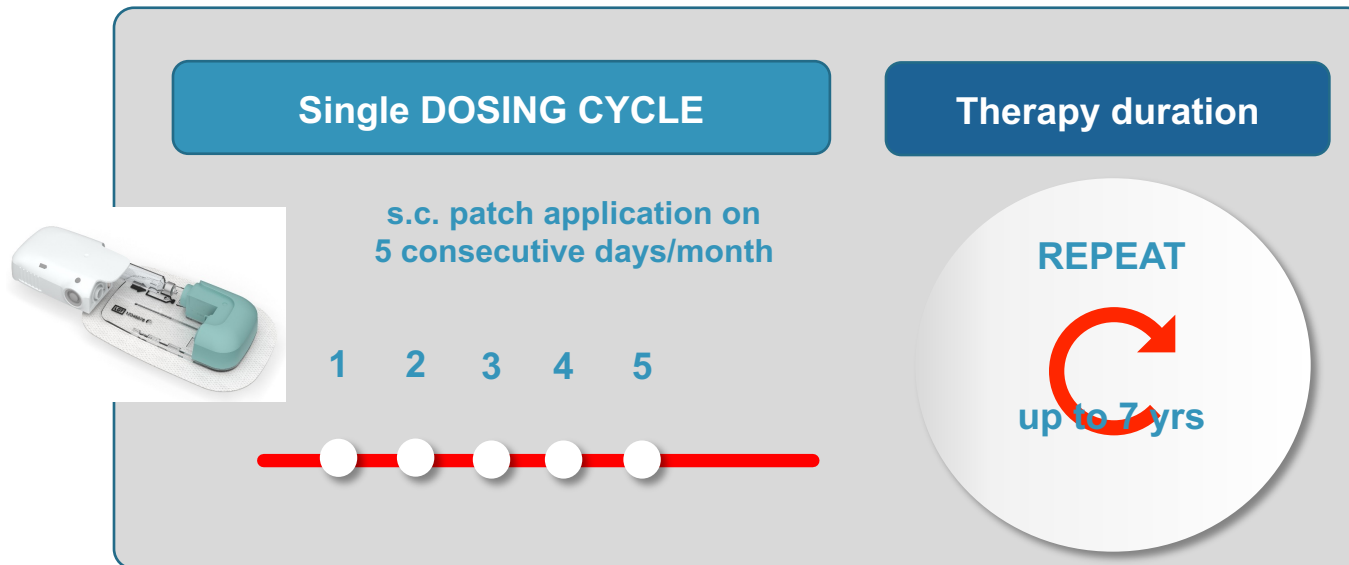 Single DOSING CYCLE
s.c. patch application on
5 consecutive days/month
1 2 3 4 5
Therapy duration
REPEAT
up to 7 yrs